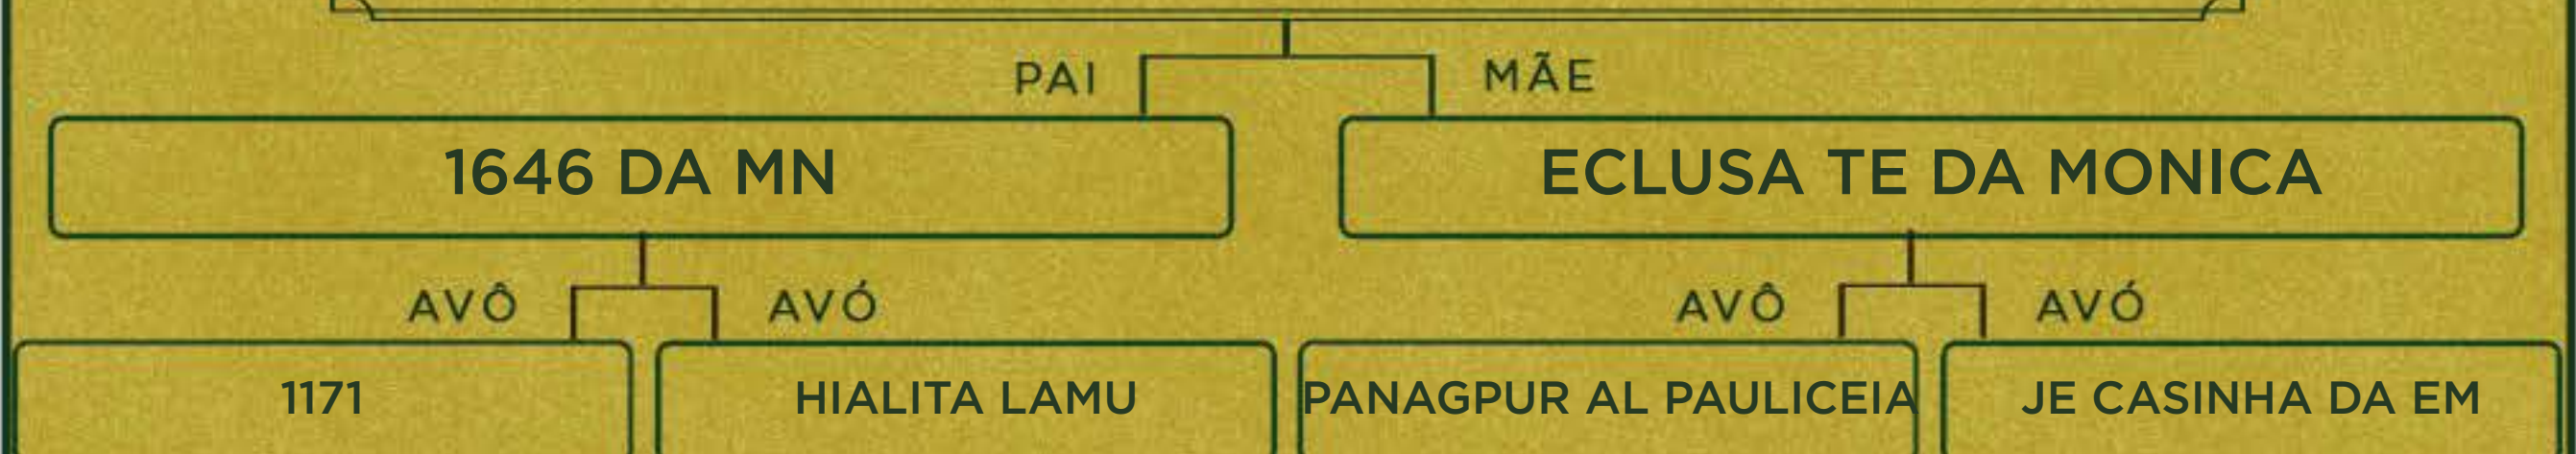 PAI MÃE
1646 DA MN ECLUSA TE DA MONICA
AVÔ AVÓ AVÔ AVÓ
1171 HIALITA LAMU PANAGPUR AL PAULICEIA JE CASINHA DA EM